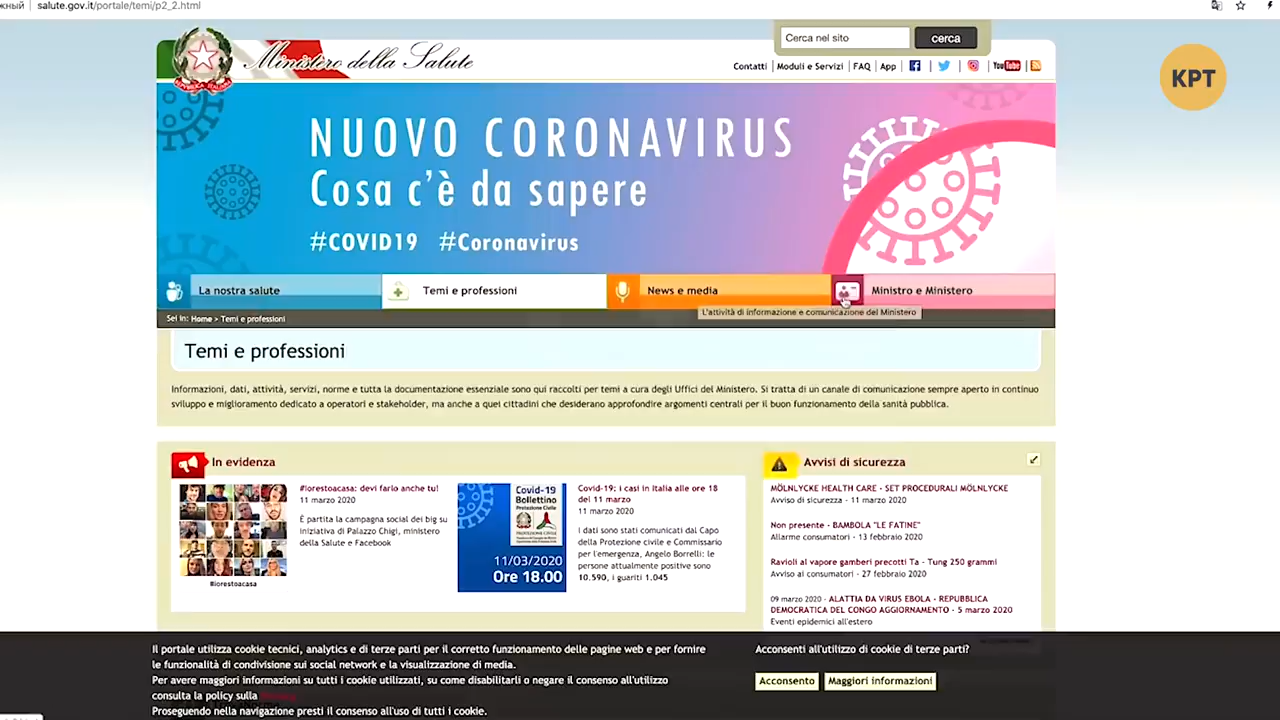 жный | salute.gov.it/portale/temi/p2_2.html
Cerca nel sito
cerca
Ministero della Salute
REPUBBLICA ITALIANA
Contatti | Moduli e Servizi | FAQ | App
You Tube
КРТ
NUOVO CORONAVIRUS
Cosa c'è da sapere
#COVID19 #Coronavirus
La nostra salute
Temi e professioni
News e media
Ministro e Ministero
L'attività di informazione e comunicazione del Ministero
Sei in: Home > Temi e professioni
Temi e professioni
Informazioni, dati, attività, servizi, norme e tutta la documentazione essenziale sono qui raccolti per temi a cura degli Uffici del Ministero. Si tratta di un canale di comunicazione sempre aperto in continuo
sviluppo e miglioramento dedicato a operatori e stakeholder, ma anche a quei cittadini che desiderano approfondire argomenti centrali per il buon funzionamento della sanità pubblica.
In evidenza
#iorestoacasa: devi farlo anche tu!
11 marzo 2020
È partita la campagna social dei big su
iniziativa di Palazzo Chigi, ministero
della Salute e Facebook
#iorestoacasa
Covid-19
Bollettino
Protezione Civile
11/03/2020
Ore 18.00
Covid-19: i casi in Italia alle ore 18
del 11 marzo
11 marzo 2020
I dati sono stati comunicati dal Capo
della Protezione civile e Commissario
per l'emergenza, Angelo Borrelli: le
persone attualmente positive sono
10.590, i guariti 1.045
Avvisi di sicurezza
MÖLNLYCKE HEALTH CARE - SET PROCEDURALI MÖLNLYCKE
Avviso di sicurezza - 11 marzo 2020
Non presente - BAMBOLA "LE FATINE"
Allarme consumatori - 13 febbraio 2020
Ravioli al vapore gamberi precotti Ta - Tung 250 grammi
Avviso ai consumatori - 27 febbraio 2020
09 marzo 2020 - ALATTIA DA VIRUS EBOLA - REPUBBLICA
DEMOCRATICA DEL CONGO AGGIORNAMENTO - 5 marzo 2020
Eventi epidemici all'estero
Il portale utilizza cookie tecnici, analytics e di terze parti per il corretto funzionamento delle pagine web e per fornire
le funzionalità di condivisione sui social network e la visualizzazione di media.
Per avere maggiori informazioni su tutti i cookie utilizzati, su come disabilitarli o negare il consenso all'utilizzo
consulta la policy sulla
Proseguendo nella navigazione presti il consenso all'uso di tutti i cookie.
Acconsenti all'utilizzo di cookie di terze parti?
Acconsento
Maggiori informazioni